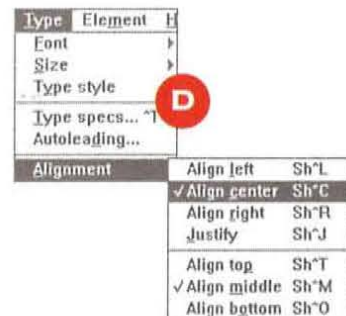 Type Element H
Font
Size
Type style
D
Type specs... ^T
Autoleading...
Alignment
Align left Sh^L
√Align center Sh^C
Align right Sh^R
Justify Sh^J
Align top Sh^T
√Align middle Sh^M
Align bottom Sh^O